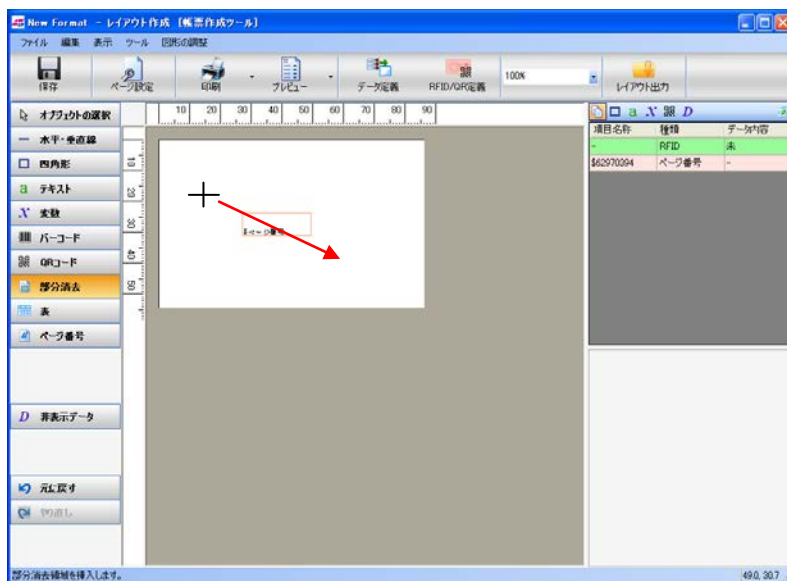 New Format - レイアウト作成 [帳票作成ツール]
ファイル 編集 表示 ツール 図形の調整
保存 ページ設定 印刷 プレビュー データ定義 RFID/QR定義 100% レイアウト出力
オブジェクトの選択
水平・垂直線
四角形
a テキスト
X 変数
バーコード
QRコード
部分消去
表
ページ番号
D 非表示データ
元に戻す
やり直し
10 20 30 40 50 60 70 80 90
10
20
30
40
50
a X D
項目名称 種類 データ内容
- RFID 未
$62970394 ページ番号 -
部分消去領域を挿入します。
49.0, 30.7